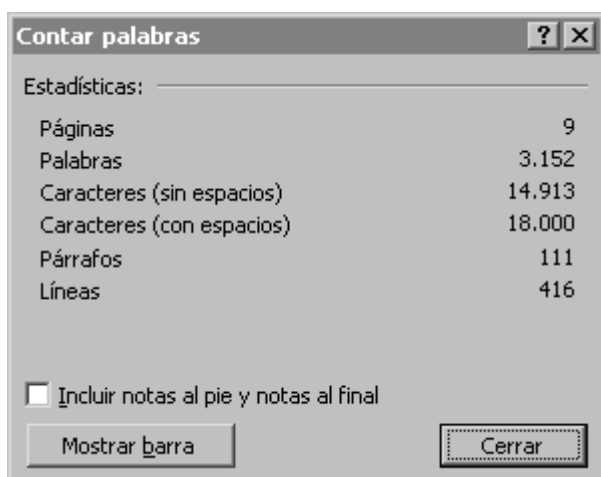 Contar palabras ? ×
Estadísticas:
Páginas 9
Palabras 3.152
Caracteres (sin espacios) 14.913
Caracteres (con espacios) 18.000
Párrafos 111
Líneas 416
Incluir notas al pie y notas al final
Mostrar barra Cerrar